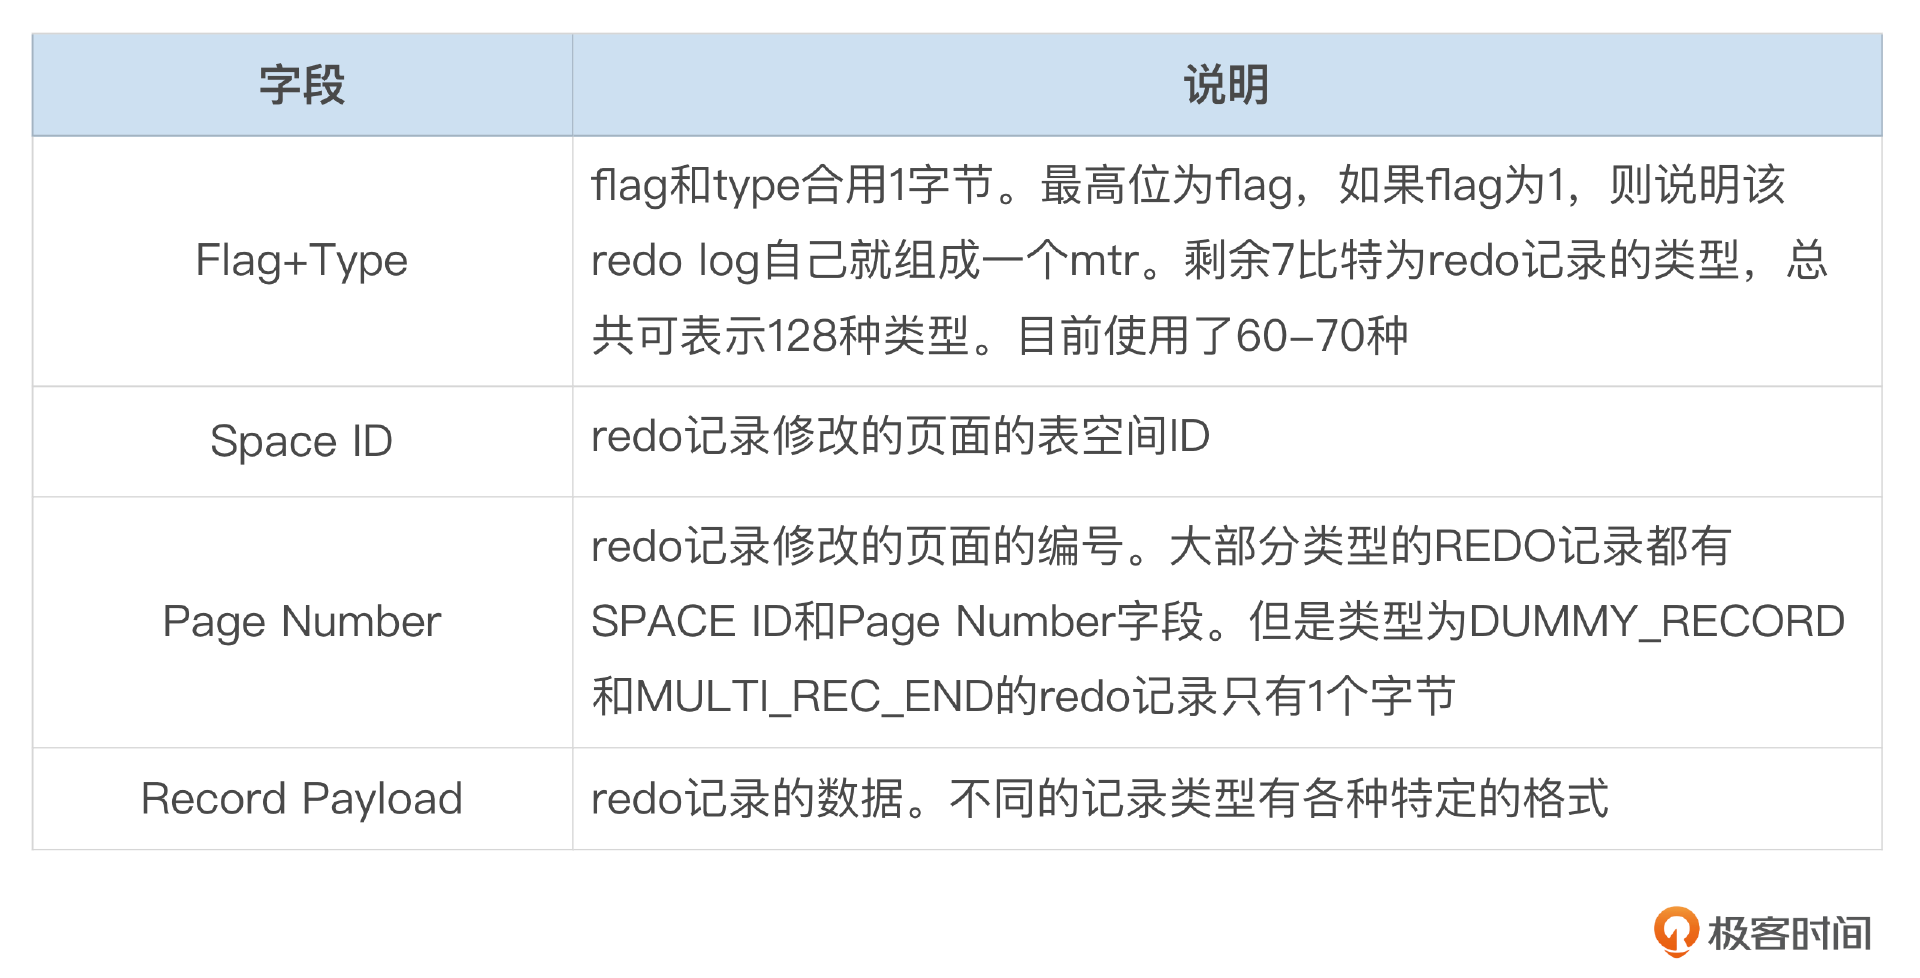 字段
说明
Flag+Type
flag和type合用1字节。最高位为flag，如果flag为1，则说明该
redo log自己就组成一个mtr。剩余7比特为redo记录的类型，总
共可表示128种类型。目前使用了60-70种
Space ID
redo记录修改的页面的表空间ID
Page Number
redo记录修改的页面的编号。大部分类型的REDO记录都有
SPACE ID和Page Number字段。但是类型为DUMMY_RECORD
和MULTI_REC_END的redo记录只有1个字节
Record Payload
redo记录的数据。不同的记录类型有各种特定的格式
极客时间